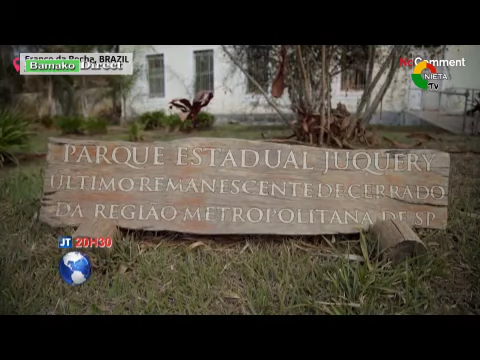 Franco da Rocha, BRAZIL
Bamako Direct
Comment
NIETA
TV
PARQUE ESTADUAL JUQUERY
ULTIMO REMANESCENTE DE CERRADO
DA REGIÃO METROPOLITANA DE SP
JT 20H30